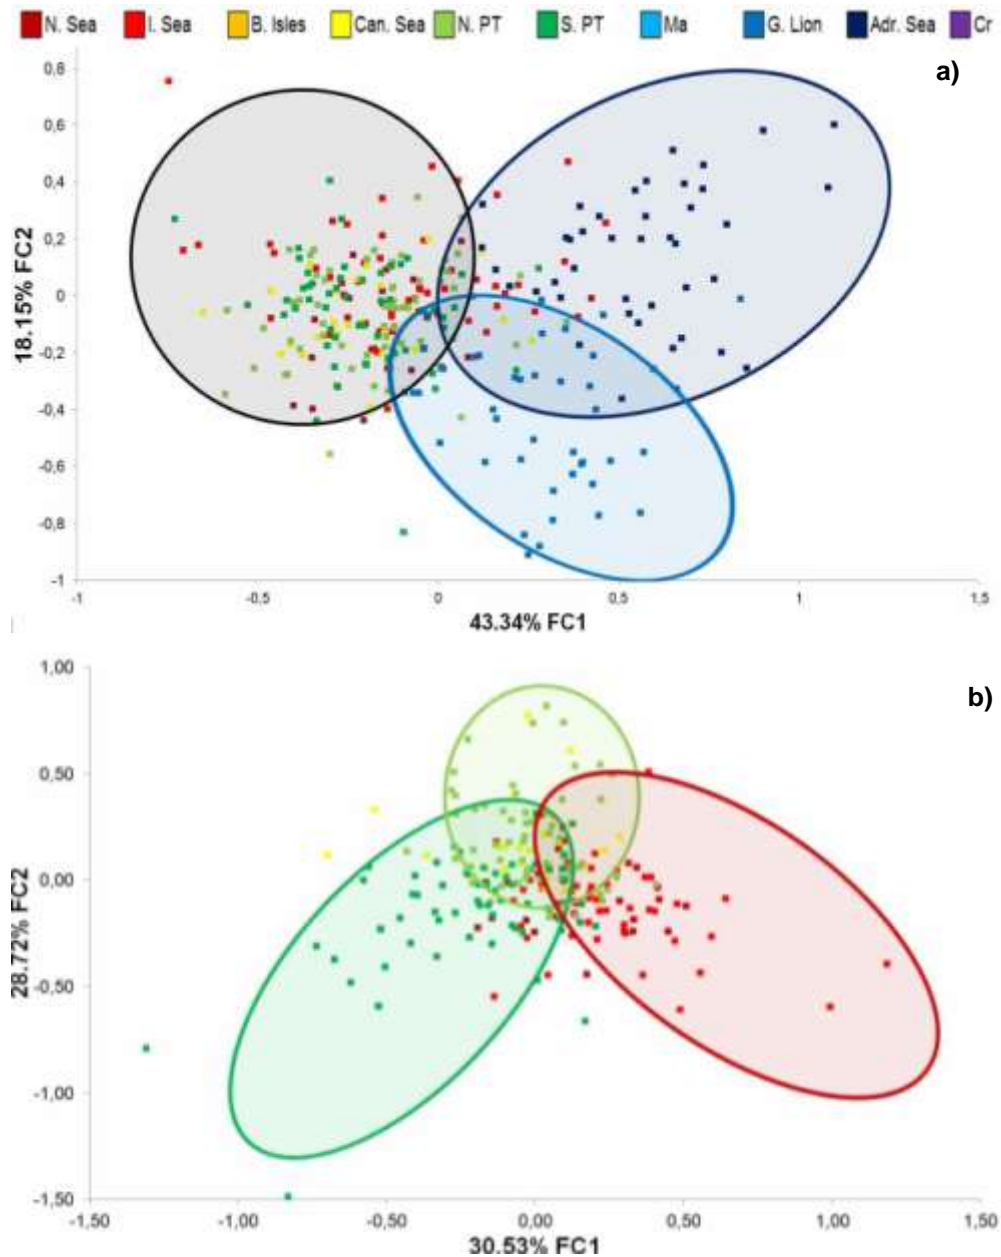 N. Sea I. Sea B. Isles Can. Sea N. PT S. PT Ma G. Lion Adr. Sea Cr
a)
0,8
0,6
0,4
0,2
0
-0,2
-0,4
-0,6
-0,8
-1
18.15% FC2
-1 -0,5 0 0,5 1 1,5
43.34% FC1
b)
1,00
0,50
0,00
-0,50
-1,00
-1,50
28.72% FC2
-1,50 -1,00 -0,50 0,00 0,50 1,00 1,50
30.53% FC1